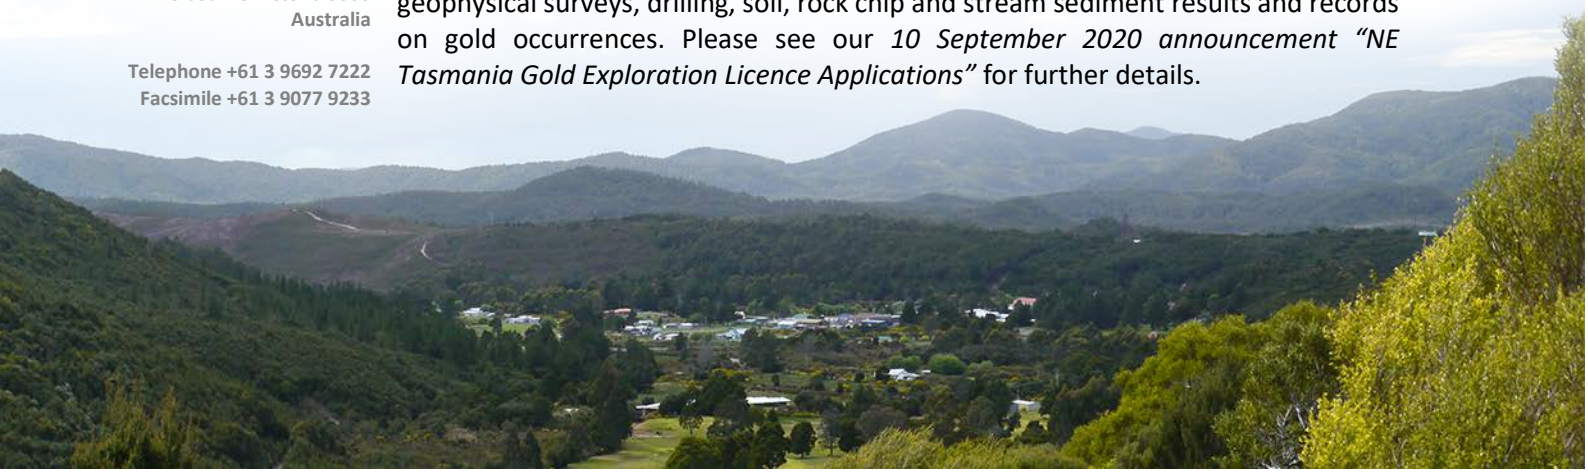 Australia
Telephone +61 3 9692 7222
Facsimile +61 3 9077 9233
geophysical surveys, drilling, soil, rock chip and stream sediment results and records
on gold occurrences. Please see our 10 September 2020 announcement “NE
Tasmania Gold Exploration Licence Applications” for further details.